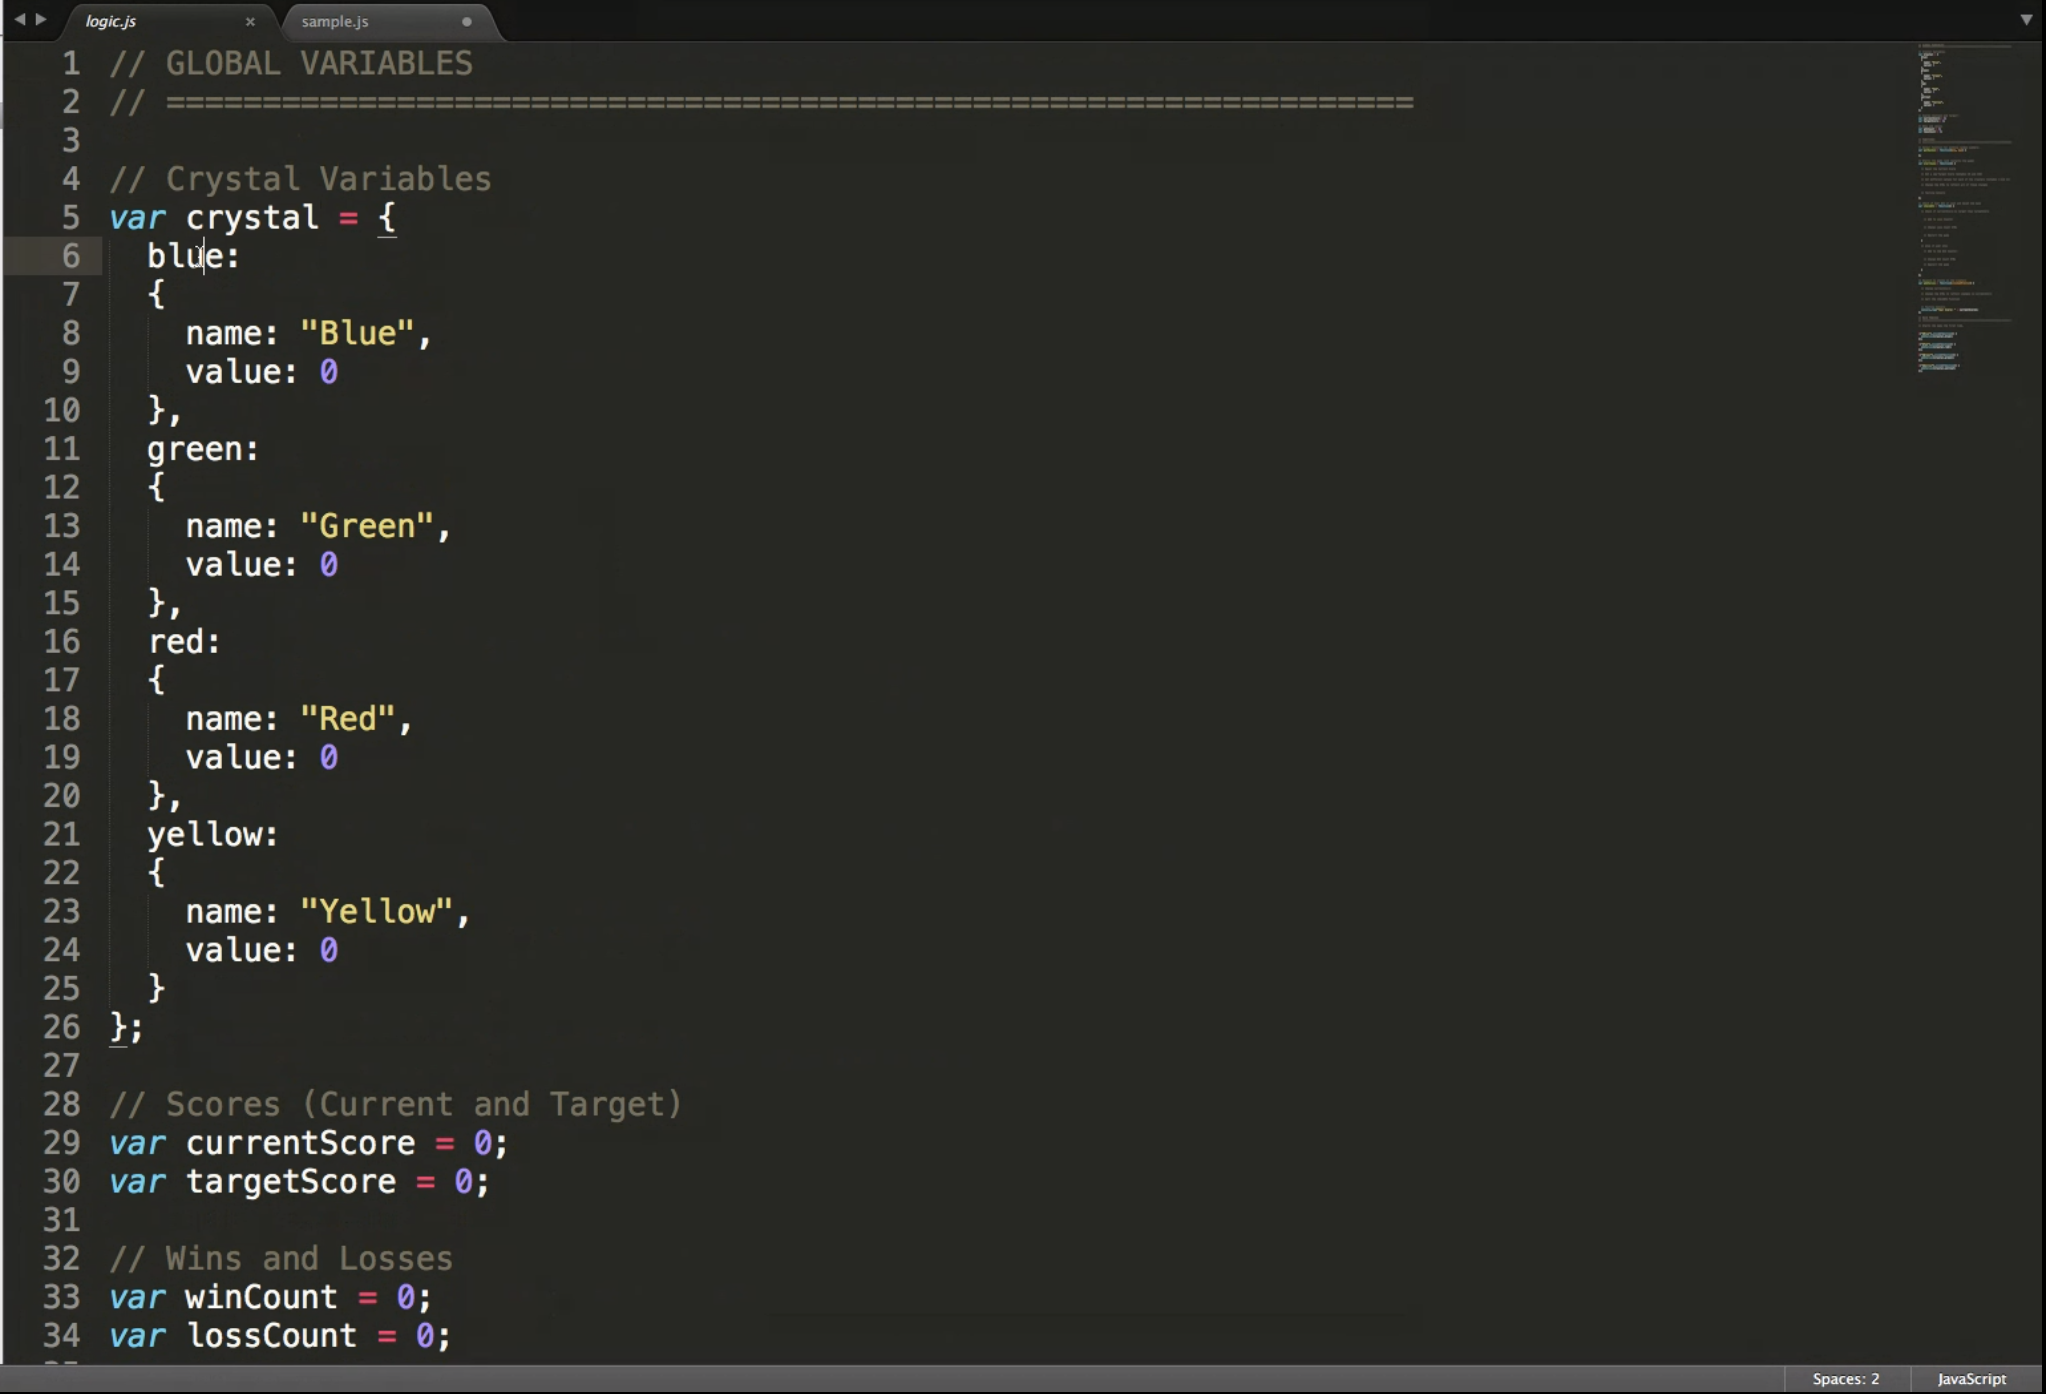 logic.js × sample.js
1 // GLOBAL VARIABLES
2 // =================================================================
3
4 // Crystal Variables
5 var crystal = {
6 blue:
7 {
8 name: "Blue",
9 value: 0
10 },
11 green:
12 {
13 name: "Green",
14 value: 0
15 },
16 red:
17 {
18 name: "Red",
19 value: 0
20 },
21 yellow:
22 {
23 name: "Yellow",
24 value: 0
25 }
26 };
27
28 // Scores (Current and Target)
29 var currentScore = 0;
30 var targetScore = 0;
31
32 // Wins and Losses
33 var winCount = 0;
34 var lossCount = 0;
Spaces: 2 JavaScript